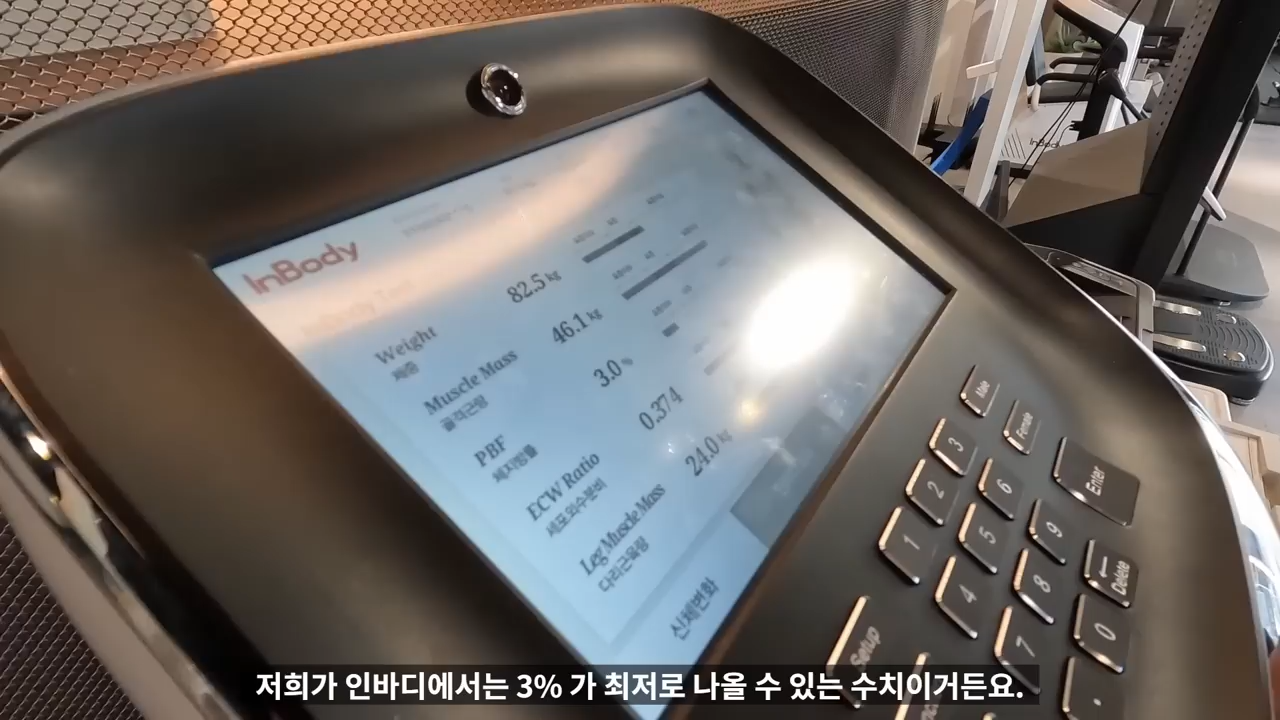 InBody
Weight
체중
82.5 kg
Muscle Mass
골격근량
46.1 kg
PBF
체지방률
3.0 %
ECW Ratio
세포외수분비
0.374
Leg Muscle Mass
다리근육량
24.0 kg
신체변화
InBody
Male
Female
Enter
3
6
9
Delete
2
5
8
0
1
4
7
.
Setup
저희가 인바디에서는 3% 가 최저로 나올 수 있는 수치이거든요.